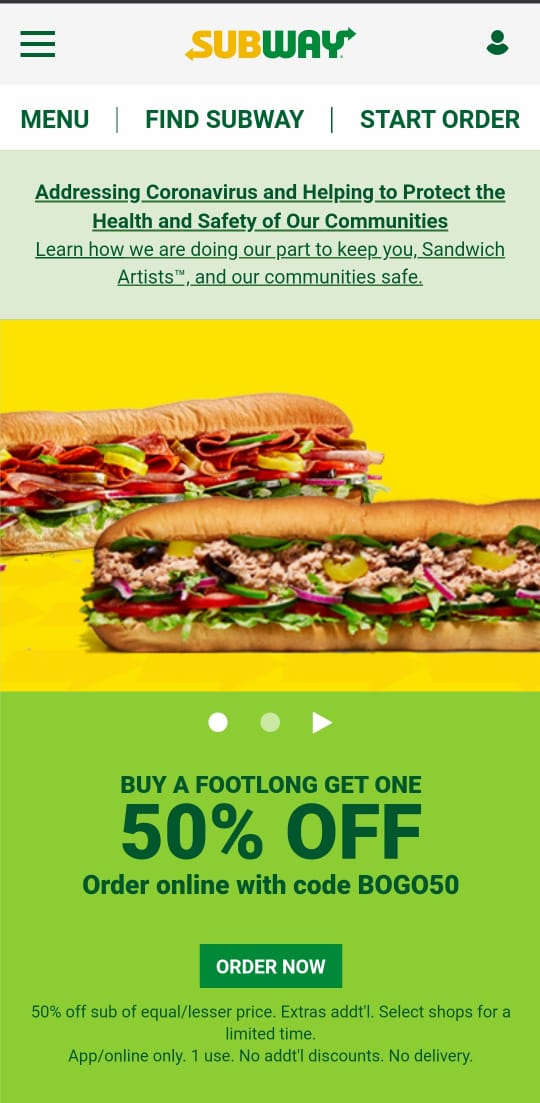 SUBWAY
MENU | FIND SUBWAY | START ORDER
Addressing Coronavirus and Helping to Protect the
Health and Safety of Our Communities
Learn how we are doing our part to keep you, Sandwich
Artists™, and our communities safe.
BUY A FOOTLONG GET ONE
50% OFF
Order online with code BOGO50
ORDER NOW
50% off sub of equal/lesser price. Extras addt'l. Select shops for a
limited time.
App/online only. 1 use. No addt'l discounts. No delivery.